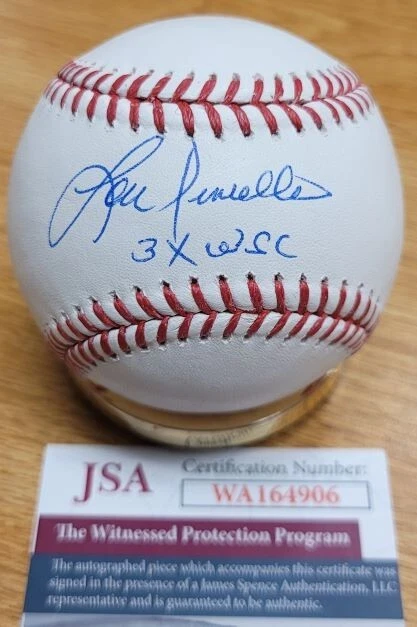 Lou Piniella
3X WSC
JSA
Certification Number:
WA164906
The Witnessed Protection Program
The autographed piece which accompanies this certificate was
signed in the presence of a James Spence Authentication, LLC
representative and is guaranteed to be authentic.